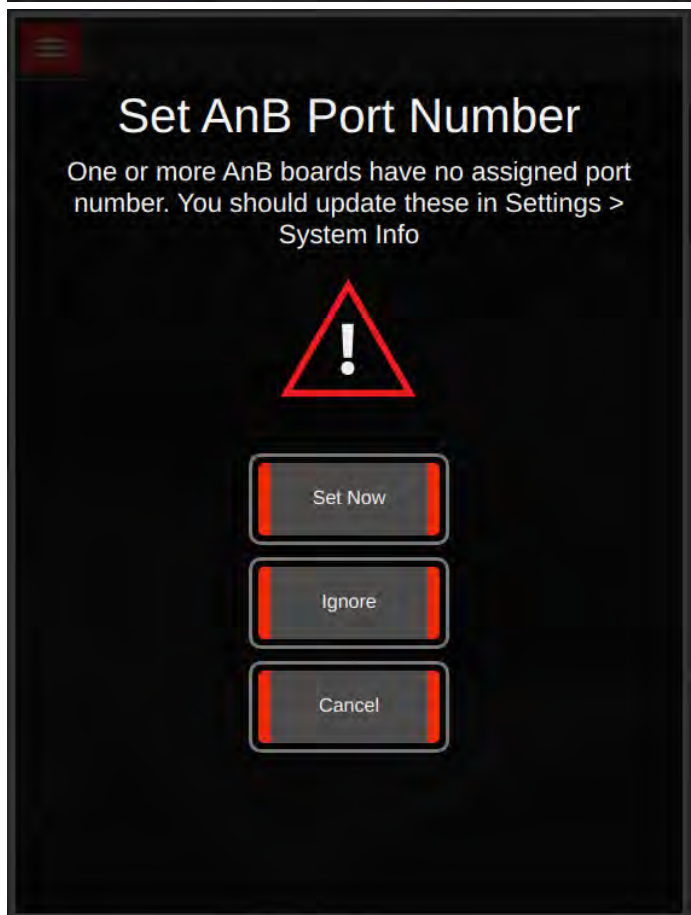 Set AnB Port Number
One or more AnB boards have no assigned port
number. You should update these in Settings >
System Info
!
Set Now
Ignore
Cancel